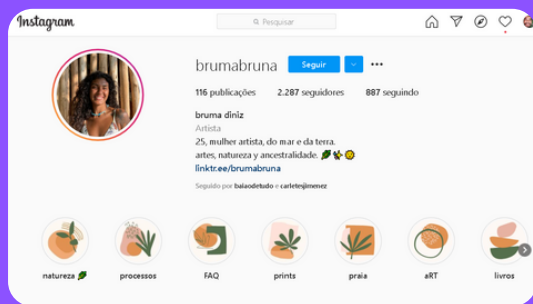 Instagram
Pesquisar
brumabruna Seguir
116 publicações 2.287 seguidores 887 seguindo
bruma diniz
Artista
25, mulher artista, do mar e da terra.
artes, natureza y ancestralidade.
linktr.ee/brumabruna
Seguido por baiaodetudo e carletesjimenez
natureza processos FAQ prints praia aRT livros